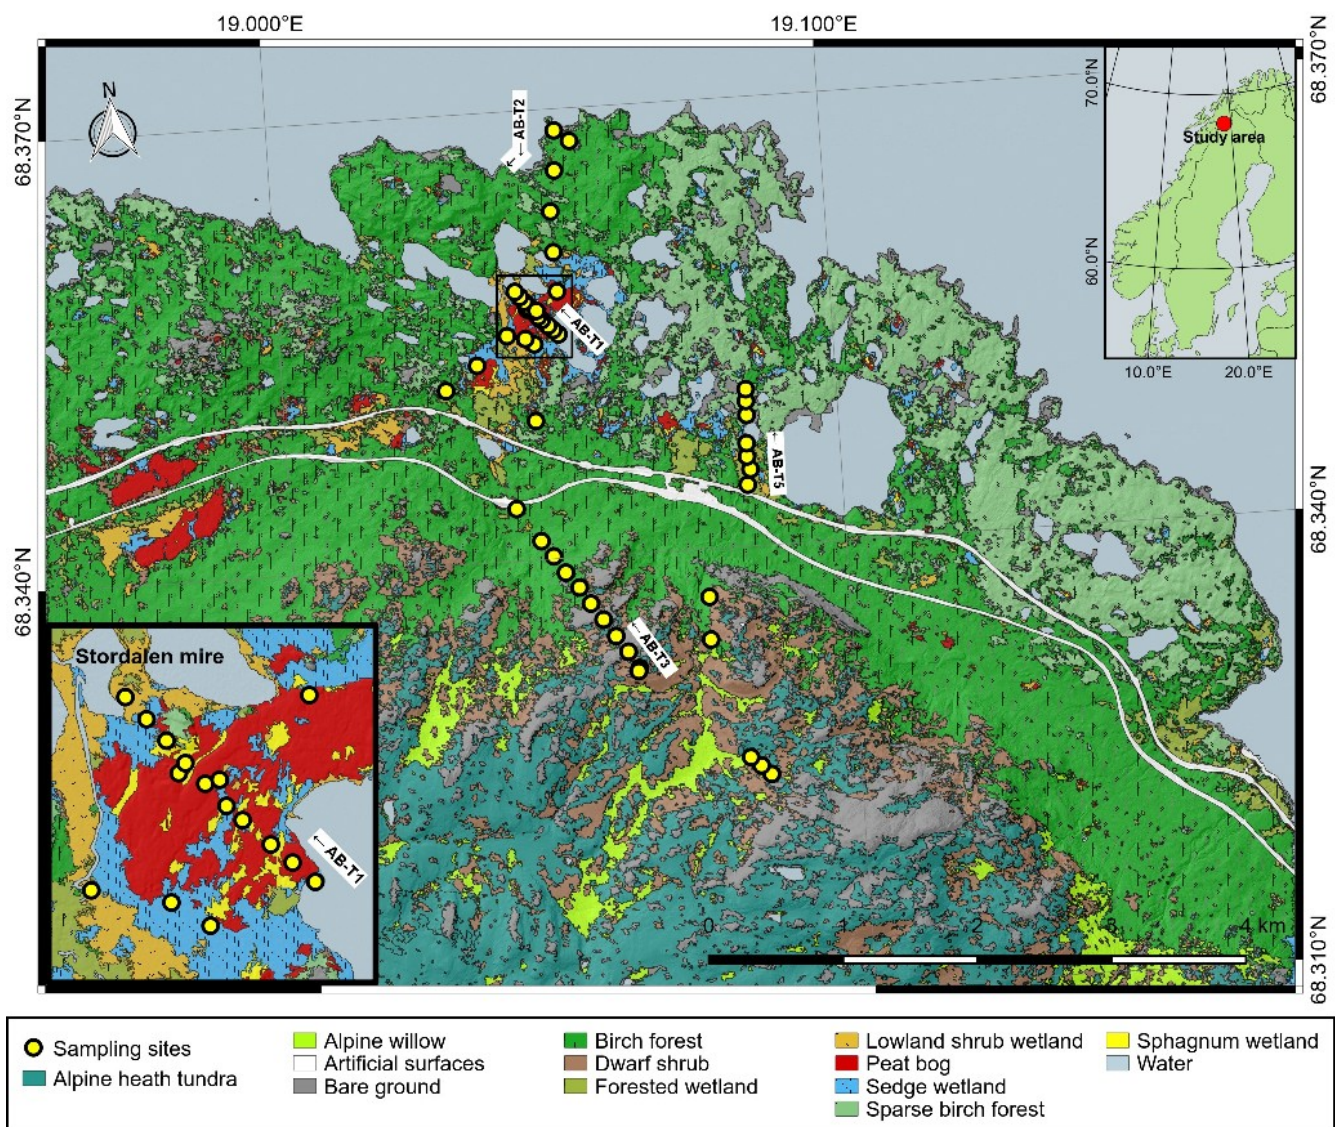 19.000°E
19.100°E
68.370°N
68.370°N
N
AB-T2
70.0°N
60.0°N
Study area
10.0°E
20.0°E
←AB-T1
←AB-T5
68.340°N
68.340°N
←AB-T3
Stordalen mire
←AB-T1
0
1
2
3
4 km
68.310°N
Sampling sites
Alpine heath tundra
Alpine willow
Artificial surfaces
Bare ground
Birch forest
Dwarf shrub
Forested wetland
Lowland shrub wetland
Peat bog
Sedge wetland
Sparse birch forest
Sphagnum wetland
Water